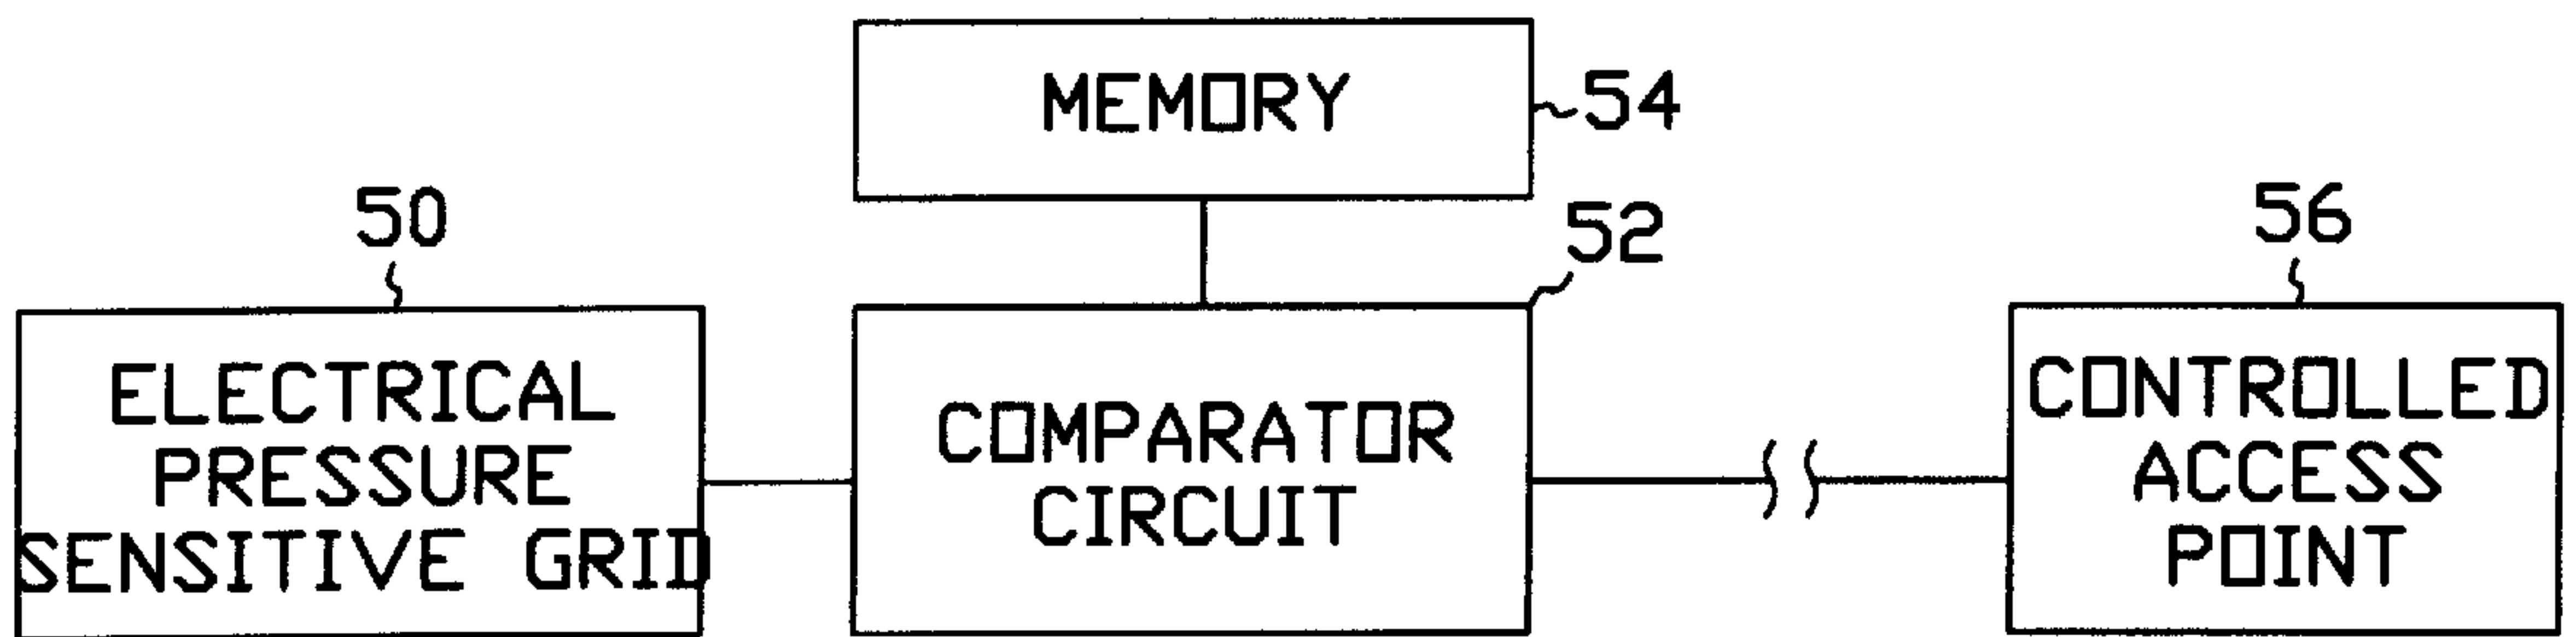 MEMORY
54
50
52
56
ELECTRICAL
PRESSURE
SENSITIVE GRID
COMPARATOR
CIRCUIT
CONTROLLED
ACCESS
POINT